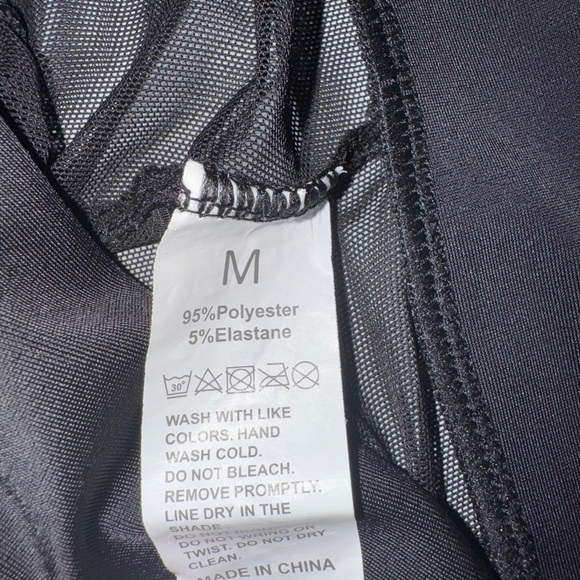 M
95%Polyester
5%Elastane
30°
WASH WITH LIKE
COLORS. HAND
WASH COLD.
DO NOT BLEACH.
REMOVE PROMPTLY.
LINE DRY IN THE
SHADE.
DO NOT WRING OR
TWIST. DO NOT DRY
CLEAN.
MADE IN CHINA